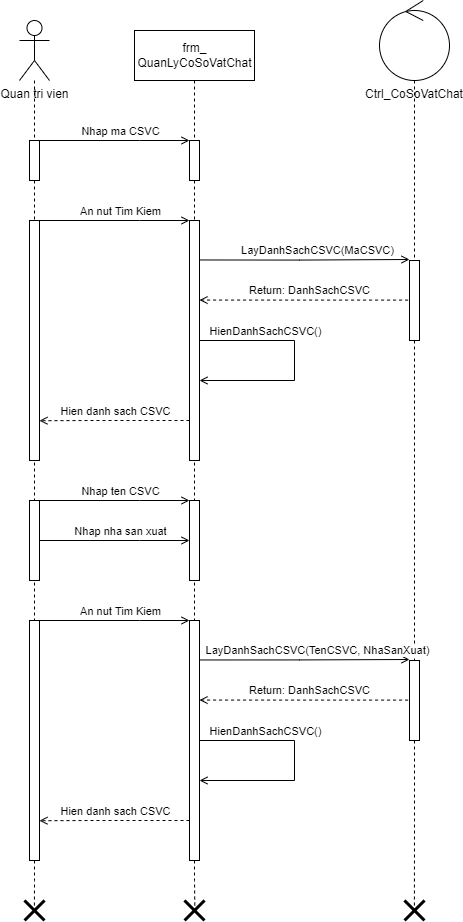 frm_
QuanLyCoSoVatChat
Quan tri vien
Ctrl_CoSoVatChat
Nhap ma CSVC
An nut Tim Kiem
LayDanhSachCSVC(MaCSVC)
Return: DanhSachCSVC
HienDanhSachCSVC()
Hien danh sach CSVC
Nhap ten CSVC
Nhap nha san xuat
An nut Tim Kiem
LayDanhSachCSVC(TenCSVC, NhaSanXuat)
Return: DanhSachCSVC
HienDanhSachCSVC()
Hien danh sach CSVC